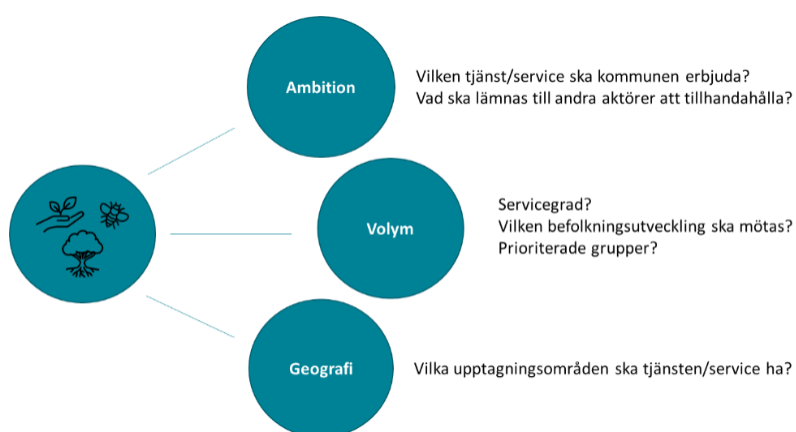 Ambition
Vilken tjänst/service ska kommunen erbjuda?
Vad ska lämnas till andra aktörer att tillhandahålla?
Volym
Servicegrad?
Vilken befolkningsutveckling ska mötas?
Prioriterade grupper?
Geografi
Vilka upptagningsområden ska tjänsten/service ha?